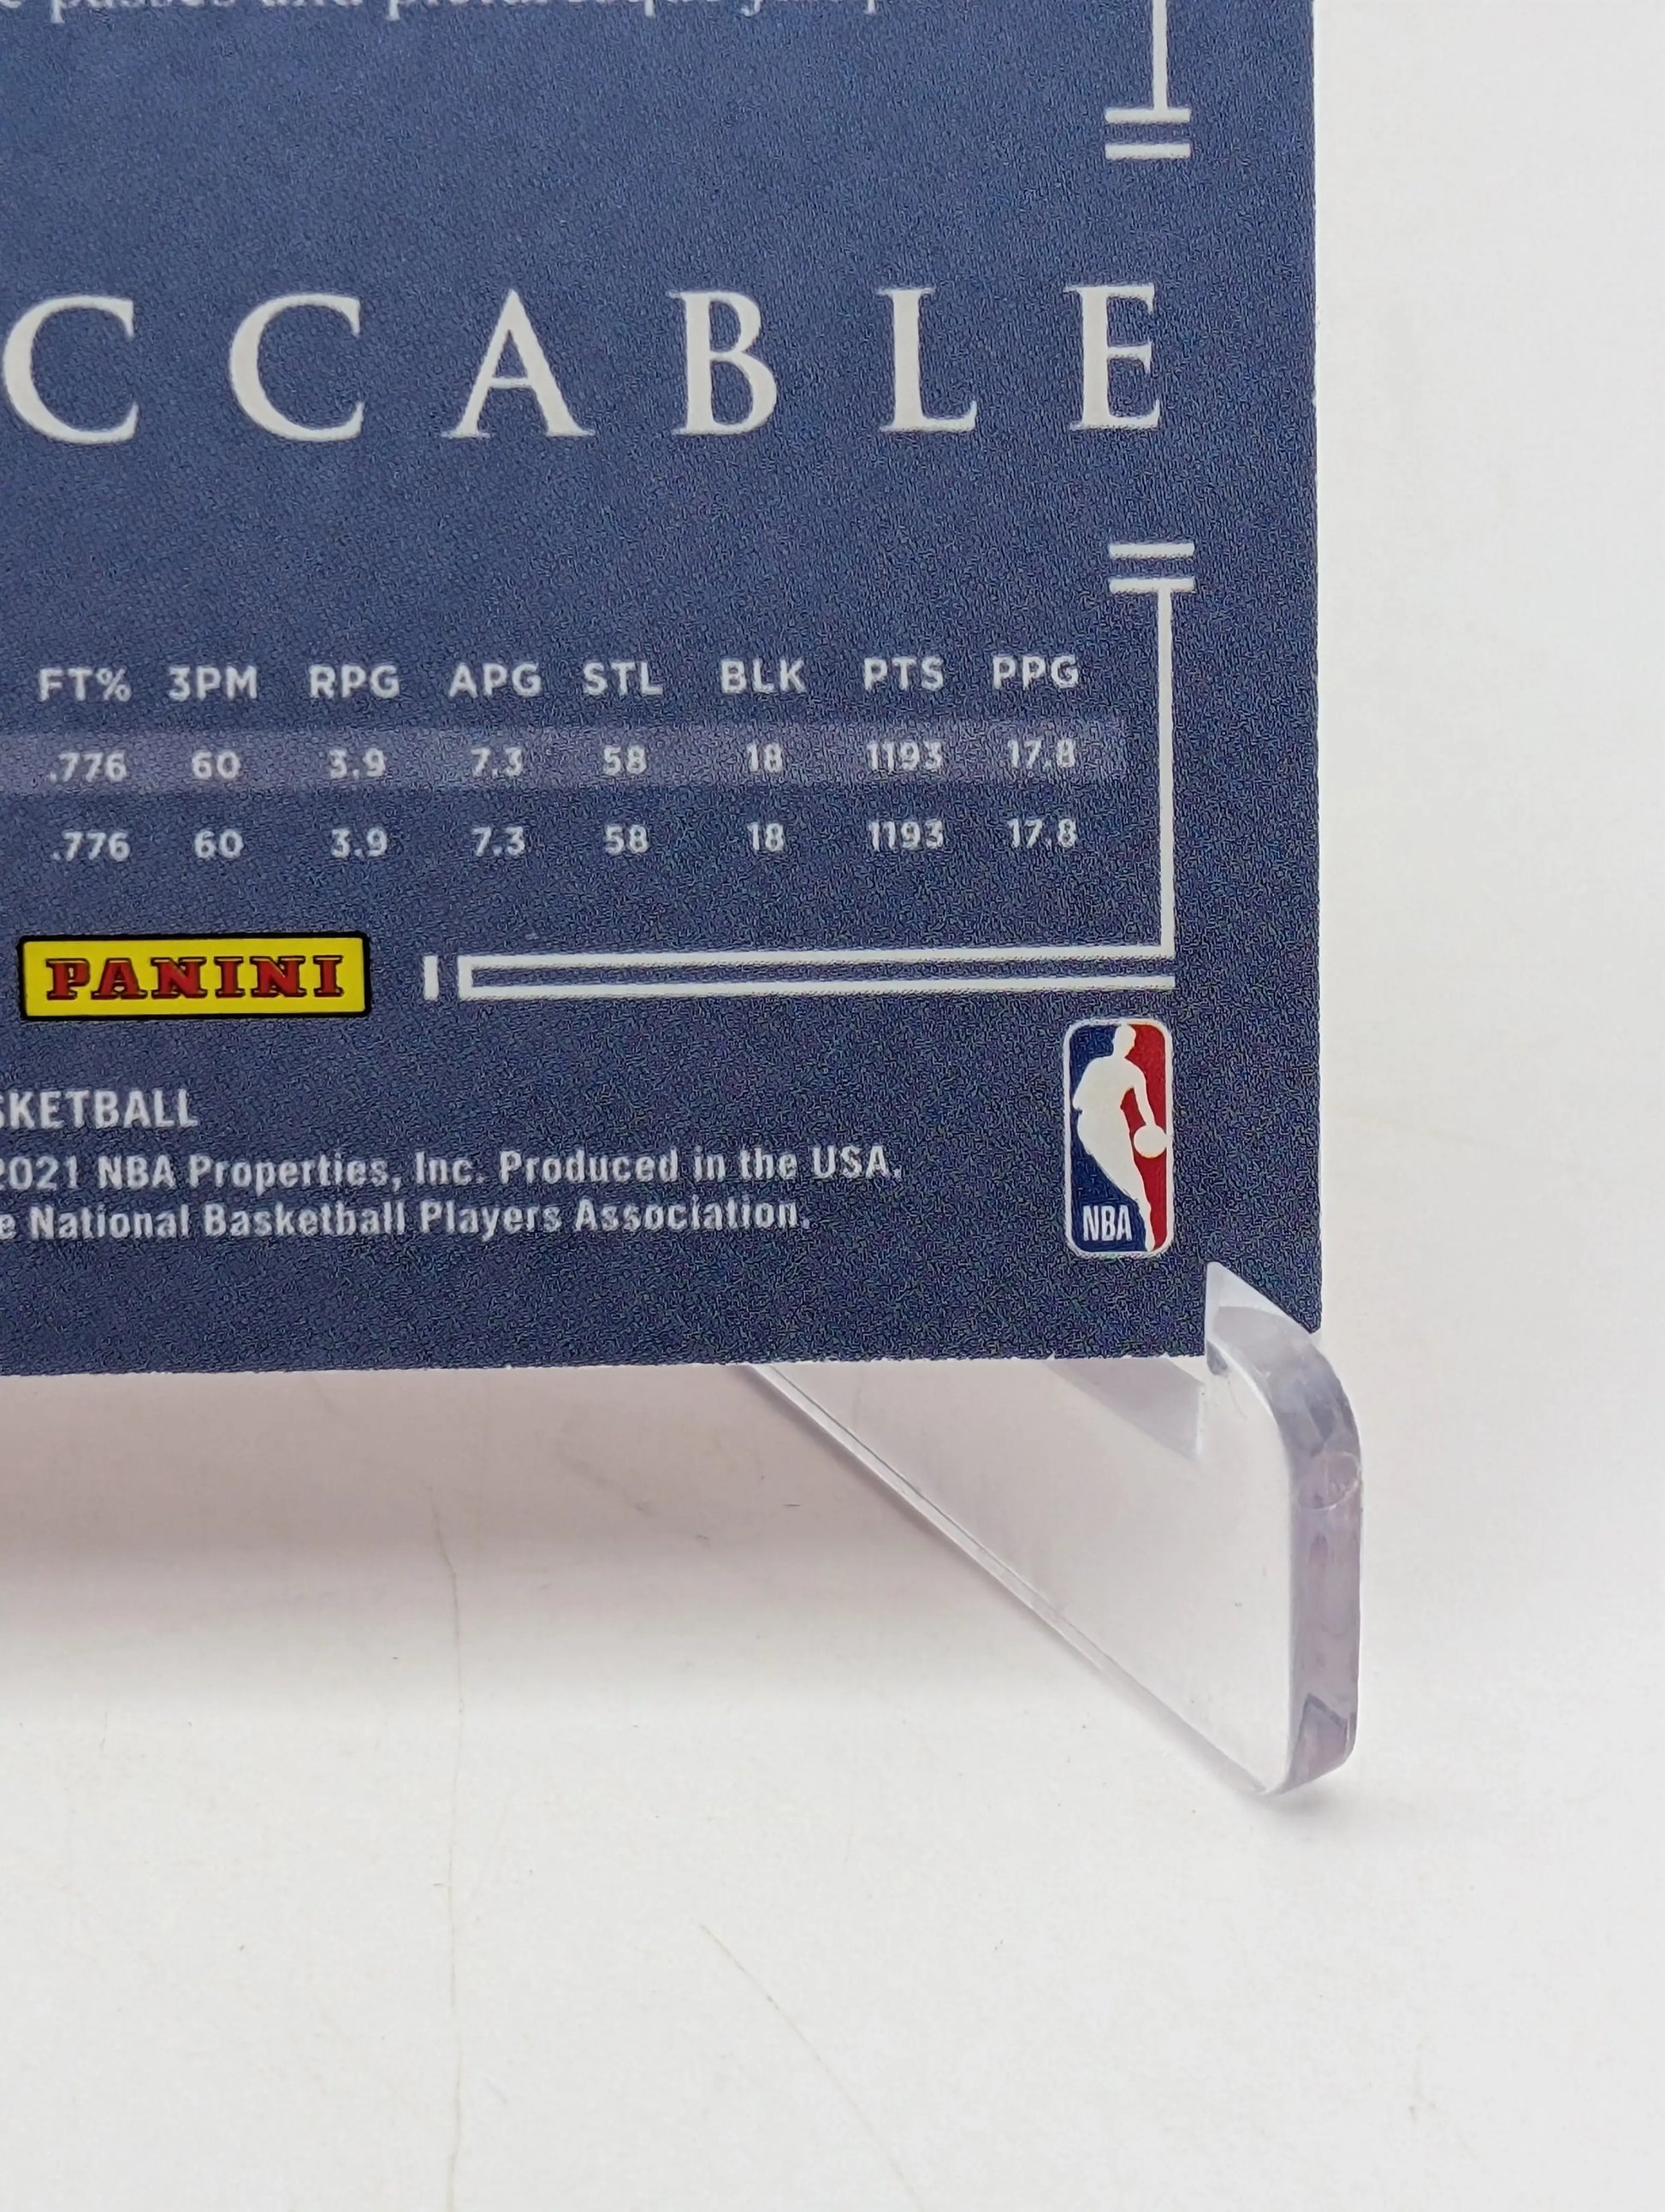 passes and
CCABLE
FT% 3PM RPG APG STL BLK PTS PPG
.776 60 3.9 7.3 58 18 1193 17.8
.776 60 3.9 7.3 58 18 1193 17.8
PANINI
SKETBALL
2021 NBA Properties, Inc. Produced in the USA.
e National Basketball Players Association.
NBA